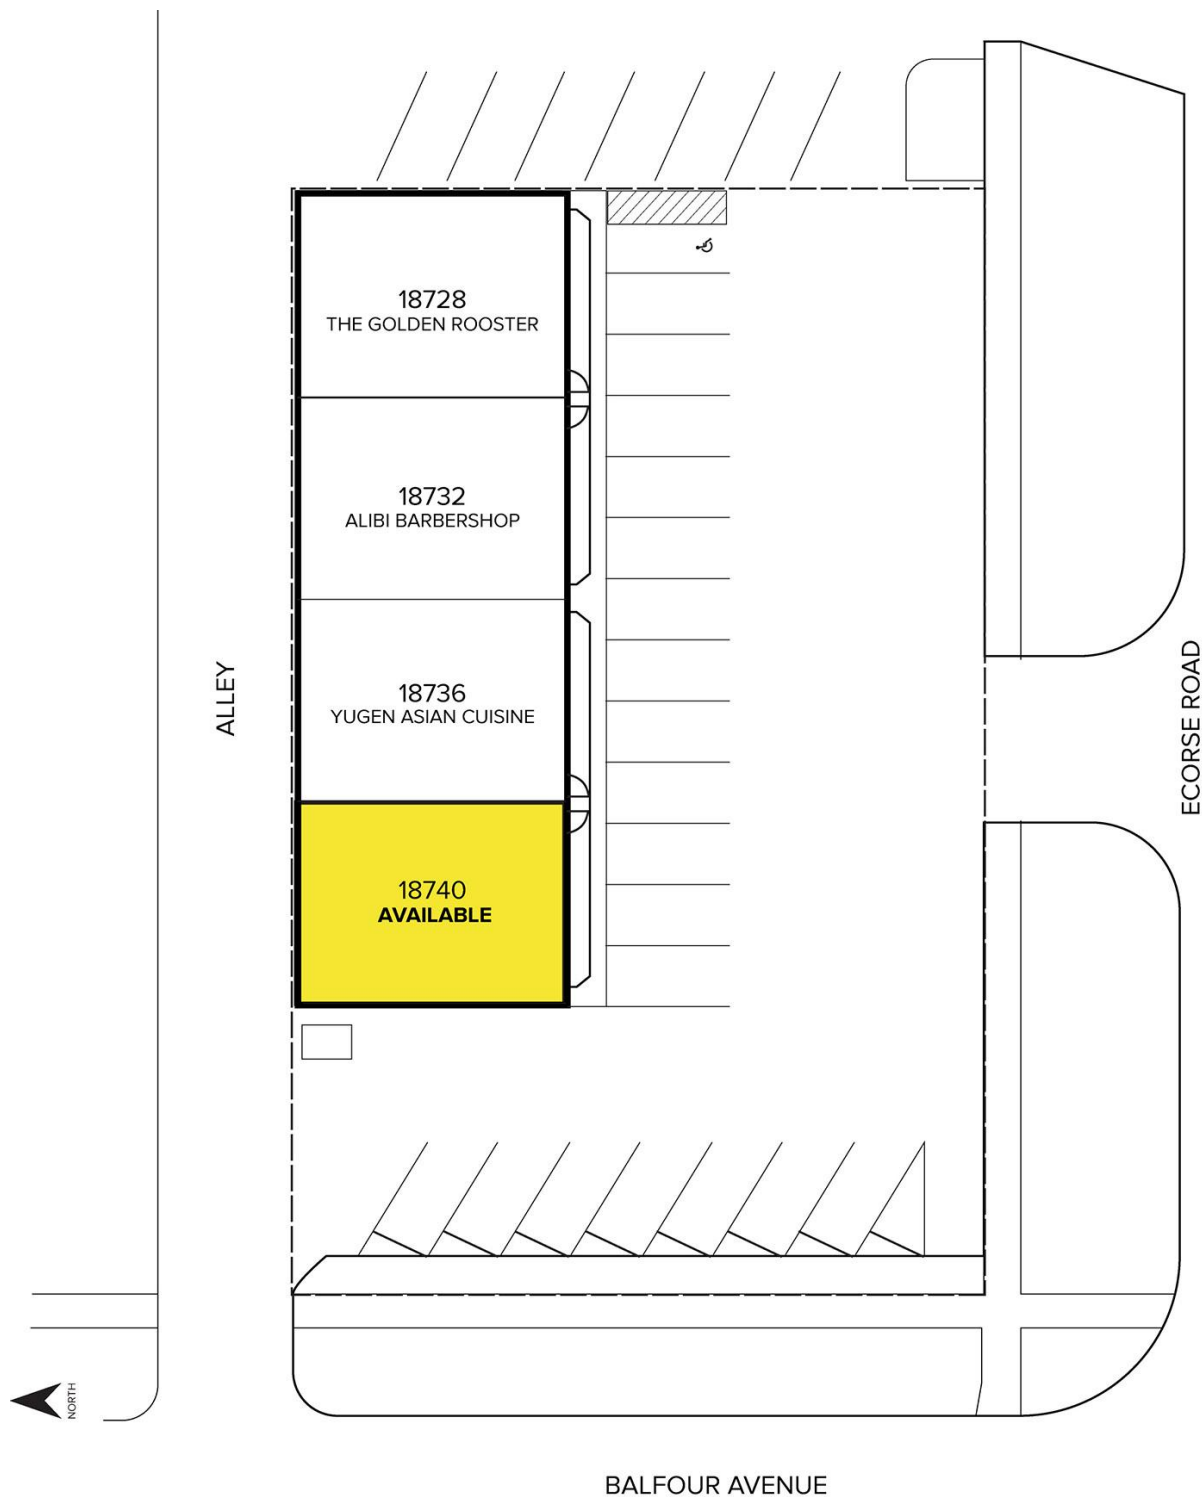 18728
THE GOLDEN ROOSTER
18732
ALIBI BARBERSHOP
ALLEY
18736
YUGEN ASIAN CUISINE
ECORSE ROAD
18740
AVAILABLE
NORTH
BALFOUR AVENUE